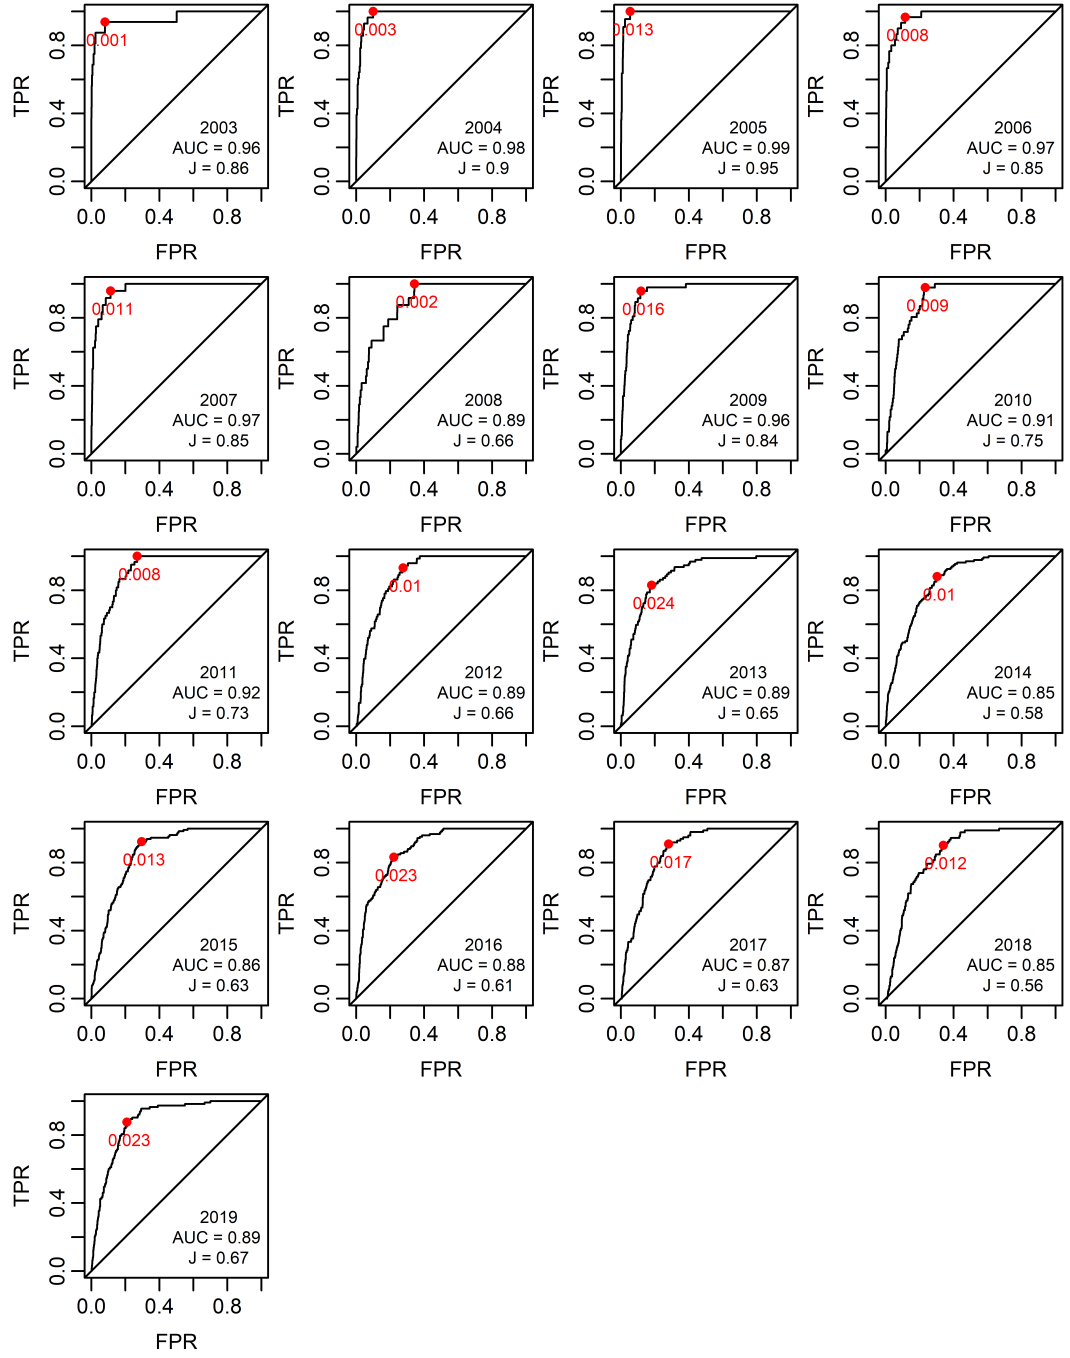 TPR
0.0 0.4 0.8
0.001
2003
AUC = 0.96
J = 0.86
0.0 0.4 0.8
FPR
TPR
0.0 0.4 0.8
0.003
2004
AUC = 0.98
J = 0.9
0.0 0.4 0.8
FPR
TPR
0.0 0.4 0.8
0.013
2005
AUC = 0.99
J = 0.95
0.0 0.4 0.8
FPR
TPR
0.0 0.4 0.8
0.008
2006
AUC = 0.97
J = 0.85
0.0 0.4 0.8
FPR
TPR
0.0 0.4 0.8
0.011
2007
AUC = 0.97
J = 0.85
0.0 0.4 0.8
FPR
TPR
0.0 0.4 0.8
0.002
2008
AUC = 0.89
J = 0.66
0.0 0.4 0.8
FPR
TPR
0.0 0.4 0.8
0.016
2009
AUC = 0.96
J = 0.84
0.0 0.4 0.8
FPR
TPR
0.0 0.4 0.8
0.009
2010
AUC = 0.91
J = 0.75
0.0 0.4 0.8
FPR
TPR
0.0 0.4 0.8
0.008
2011
AUC = 0.92
J = 0.73
0.0 0.4 0.8
FPR
TPR
0.0 0.4 0.8
0.01
2012
AUC = 0.89
J = 0.66
0.0 0.4 0.8
FPR
TPR
0.0 0.4 0.8
0.024
2013
AUC = 0.89
J = 0.65
0.0 0.4 0.8
FPR
TPR
0.0 0.4 0.8
0.01
2014
AUC = 0.85
J = 0.58
0.0 0.4 0.8
FPR
TPR
0.0 0.4 0.8
0.013
2015
AUC = 0.86
J = 0.63
0.0 0.4 0.8
FPR
TPR
0.0 0.4 0.8
0.023
2016
AUC = 0.88
J = 0.61
0.0 0.4 0.8
FPR
TPR
0.0 0.4 0.8
0.017
2017
AUC = 0.87
J = 0.63
0.0 0.4 0.8
FPR
TPR
0.0 0.4 0.8
0.012
2018
AUC = 0.85
J = 0.56
0.0 0.4 0.8
FPR
TPR
0.0 0.4 0.8
0.023
2019
AUC = 0.89
J = 0.67
0.0 0.4 0.8
FPR